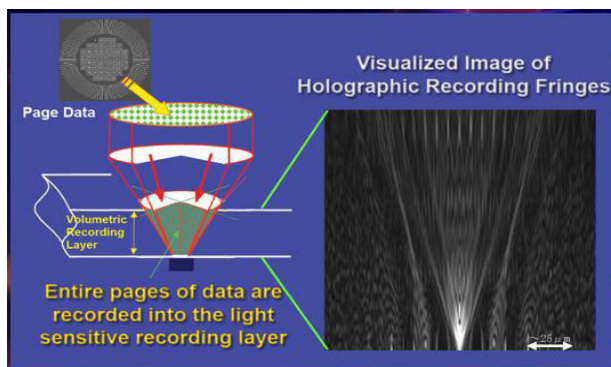 Visualized Image of
Holographic Recording Fringes
Page Data
Volumetric
Recording
Layer
Entire pages of data are
recorded into the light
sensitive recording layer
~25μm